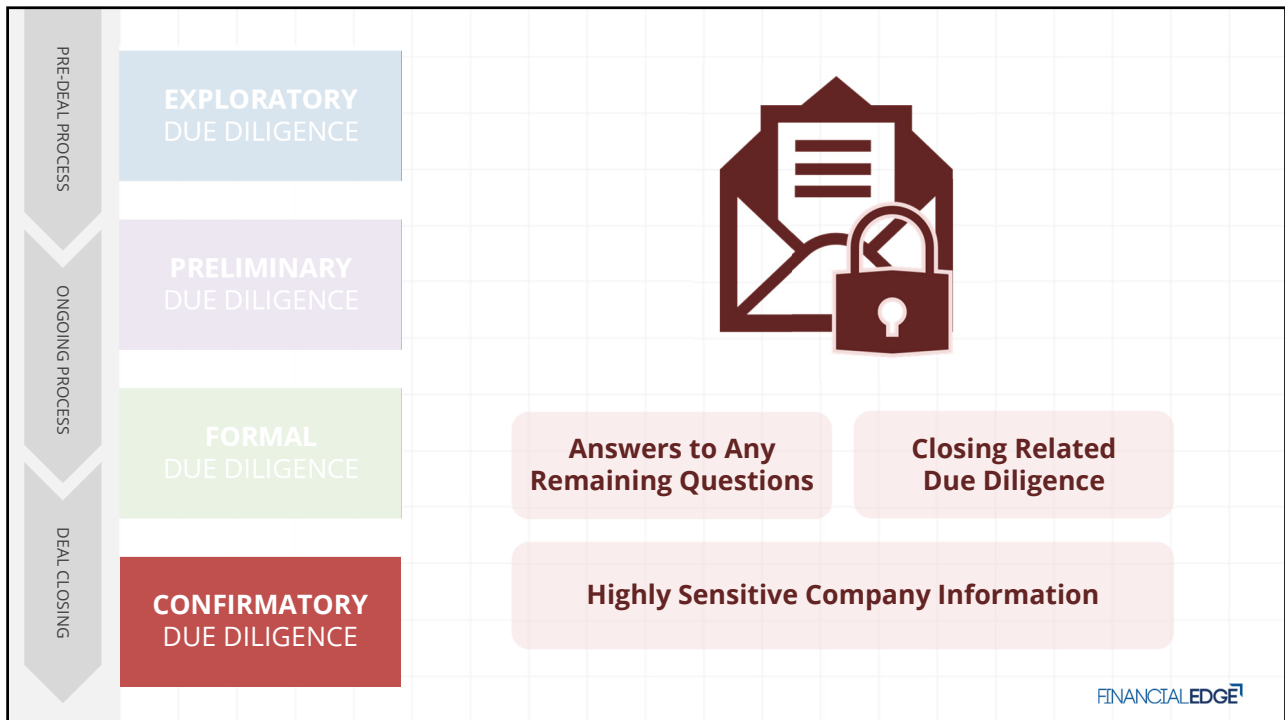 PRE-DEAL PROCESS
ONGOING PROCESS
DEAL CLOSING
EXPLORATORY
DUE DILIGENCE
PRELIMINARY
DUE DILIGENCE
FORMAL
DUE DILIGENCE
CONFIRMATORY
DUE DILIGENCE
Answers to Any
Remaining Questions
Closing Related
Due Diligence
Highly Sensitive Company Information
FINANCIALEDGE